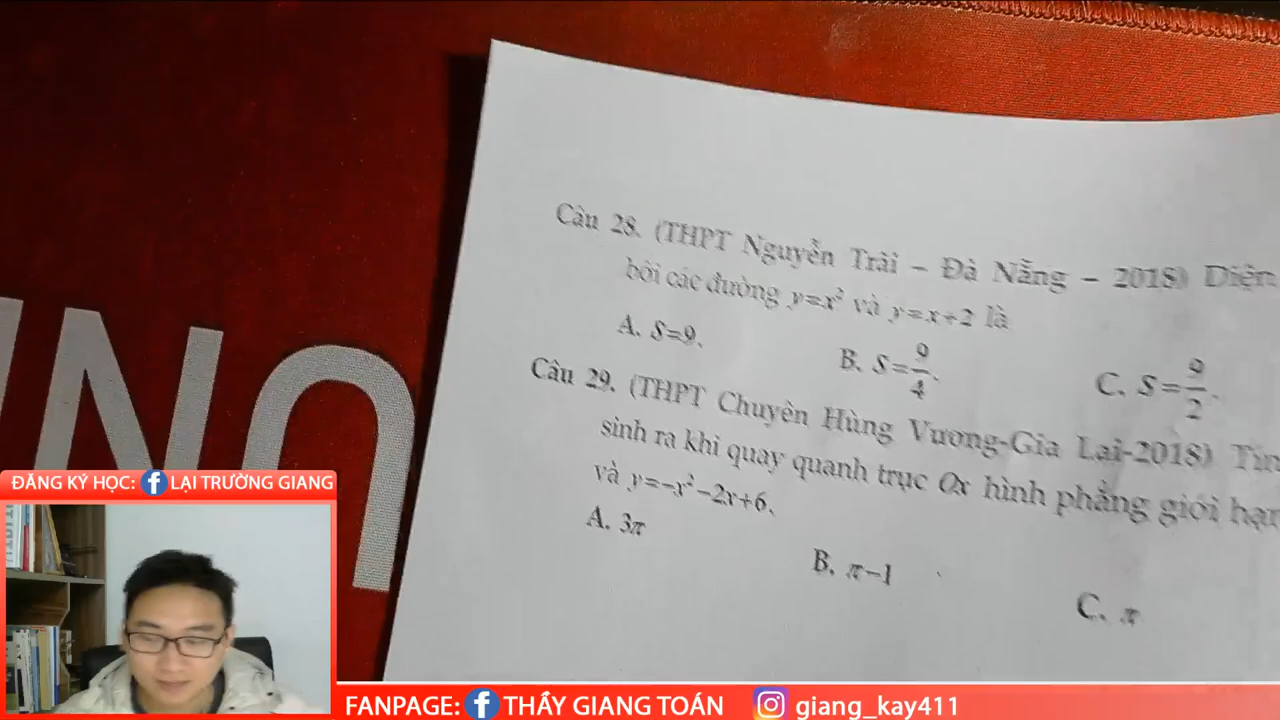 Câu 28. (THPT Nguyễn Trãi – Đà Nẵng – 2018) Diện
bởi các đường y=x² và y=x+2 là
A. S=9. B. S=9/4. C. S=9/2.
Câu 29. (THPT Chuyên Hùng Vương-Gia Lai-2018)
sinh ra khi quay quanh trục Ox hình phẳng giới hạn
và y=-x²-2x+6.
A. 3π B. π-1 C. π
UNO
ĐĂNG KÝ HỌC: LẠI TRƯỜNG GIANG
FANPAGE: THẦY GIANG TOÁN giang_kay411